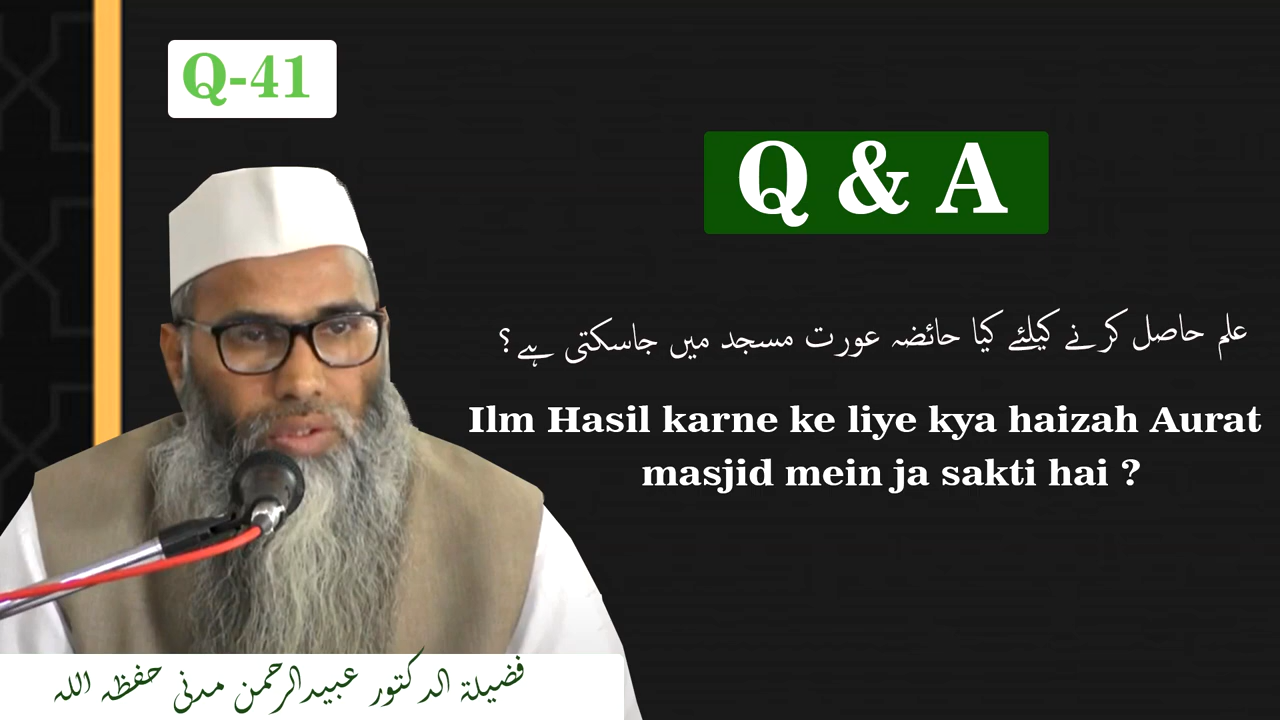 Q-41
Q & A
علم حاصل کرنے کیلئے کیا حائضہ عورت مسجد میں جاسکتی ہے؟
Ilm Hasil karne ke liye kya haizah Aurat
masjid mein ja sakti hai ?
فضیلۃ الدکتور عبیدالرحمن مدنی حفظہ اللہ